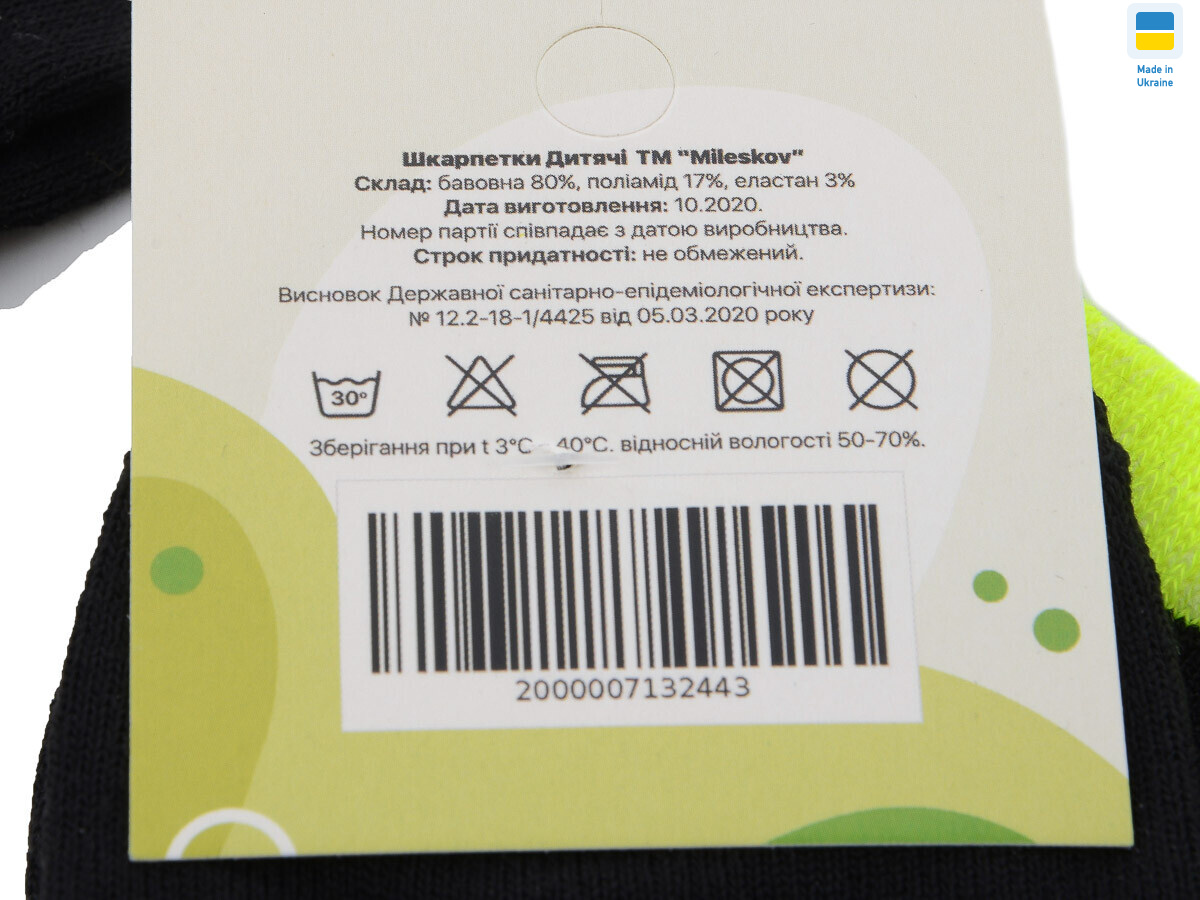 Made in
Ukraine
Шкарпетки Дитячі ТМ "Mileskov"
Склад: бавовна 80%, поліамід 17%, еластан 3%
Дата виготовлення: 10.2020.
Номер партії співпадає з датою виробництва.
Строк придатності: не обмежений.
Висновок Державної санітарно-епідеміологічної експертизи:
№ 12.2-18-1/4425 від 05.03.2020 року
30°
Зберігання при t 3°C - 40°C. відносній вологості 50-70%.
2000007132443